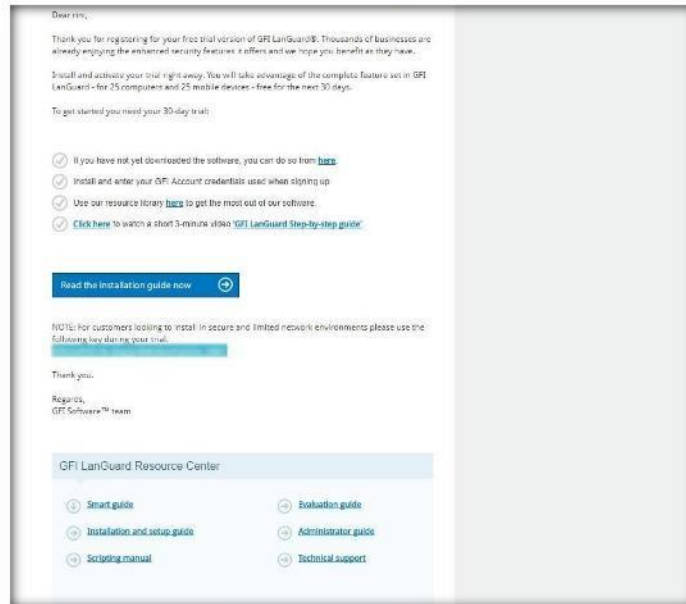 Dear rini,
Thank you for registering for your free trial version of GFI LanGuard®. Thousands of businesses are
already enjoying the enhanced security features it offers and we hope you benefit as they have.
Install and activate your trial right away. You will take advantage of the complete feature set in GFI
LanGuard - for 25 computers and 25 mobile devices - free for the next 30 days.
To get started you need your 30-day trial:
If you have not yet downloaded the software, you can do so from here.
Install and enter your GFI Account credentials used when signing up
Use our resource library here to get the most out of our software.
Click here to watch a short 3-minute video 'GFI LanGuard Step-by-step guide'
Read the installation guide now
NOTE: For customers looking to install in secure and limited network environments please use the
following key during your trial.
Thank you.
Regards,
GFI Software™ team
GFI LanGuard Resource Center
Smart guide
Evaluation guide
Installation and setup guide
Administrator guide
Scripting manual
Technical support